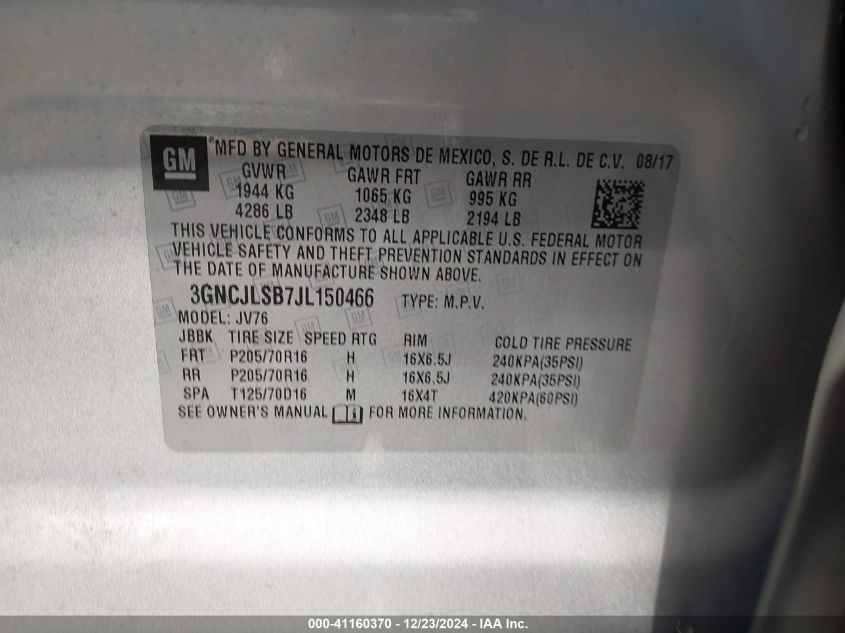 GM
MFD BY GENERAL MOTORS DE MEXICO, S. DE R.L. DE C.V. 08/17
GVWR GAWR FRT GAWR RR
1944 KG 1065 KG 995 KG
4286 LB 2348 LB 2194 LB
THIS VEHICLE CONFORMS TO ALL APPLICABLE U.S. FEDERAL MOTOR
VEHICLE SAFETY AND THEFT PREVENTION STANDARDS IN EFFECT ON
THE DATE OF MANUFACTURE SHOWN ABOVE.
3GNCJLSB7JL150466 TYPE: M.P.V.
MODEL: JV76
JBBK TIRE SIZE SPEED RTG RIM COLD TIRE PRESSURE
FRT P205/70R16 H 16X6.5J 240KPA(35PSI)
RR P205/70R16 H 16X6.5J 240KPA(35PSI)
SPA T125/70D16 M 16X4T 420KPA(60PSI)
SEE OWNER'S MANUAL FOR MORE INFORMATION.
000-41160370 - 12/23/2024 - IAA Inc.